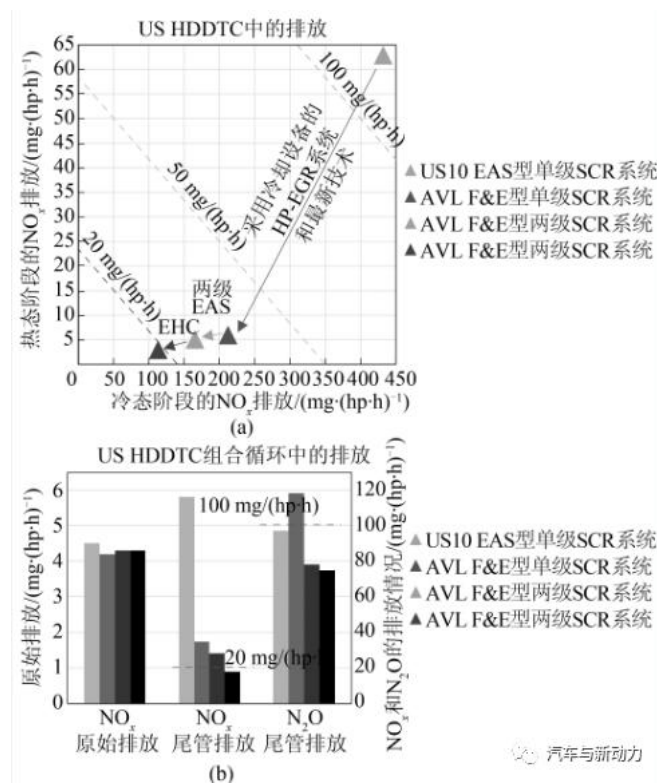 US HDDTC中的排放
热态阶段的NOx排放/(mg·(hp·h)⁻¹)
65
60
55
50
45
40
35
30
25
20
15
10
5
0 50 100 150 200 250 300 350 400 450
100 mg/(hp·h)
50 mg/(hp·h)
20 mg/(hp·h)
采用冷却设备的
HP-EGR系统
和最新技术
两级
EAS
EHC
冷态阶段的NOx排放/(mg·(hp·h)⁻¹)
(a)
US10 EAS型单级SCR系统
AVL F&E型单级SCR系统
AVL F&E型两级SCR系统
AVL F&E型两级SCR系统
US HDDTC组合循环中的排放
原始排放/(mg·(hp·h)⁻¹)
6
5
4
3
2
1
0
100 mg/(hp·h)
20 mg/(hp·
120
100
80
60
40
20
0
NOx和N₂O的排放情况/(mg·(hp·h)⁻¹)
NOx
原始排放
NOx
尾管排放
N₂O
尾管排放
(b)
US10 EAS型单级SCR系统
AVL F&E型单级SCR系统
AVL F&E型两级SCR系统
AVL F&E型两级SCR系统
汽车与新动力